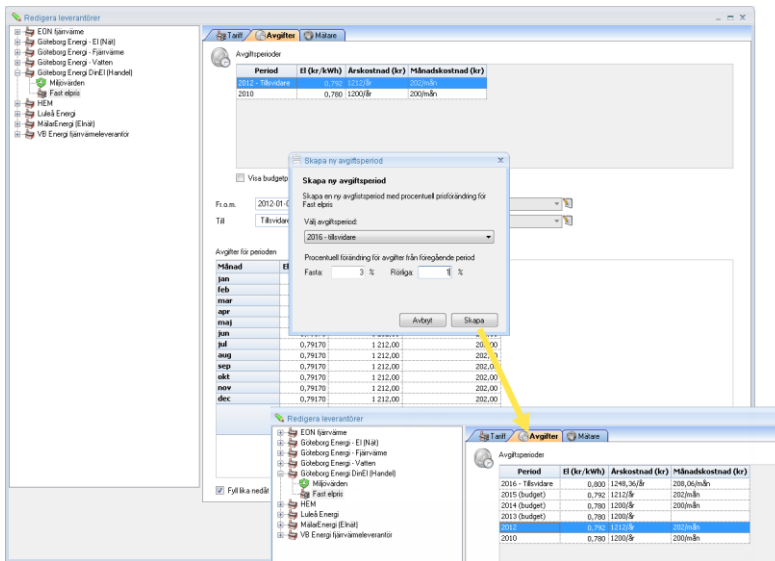 Redigera leverantörer
EON fjärrvärme
Göteborg Energi - El (Nät)
Göteborg Energi - Fjärrvärme
Göteborg Energi - Vatten
Göteborg Energi DinEl (Handel)
Miljövärden
Fast elpris
HEM
Luleå Energi
MälarEnergi (Elnät)
VB Energi fjärrvärmeleverantör
Tariff Avgifter Mätare
Avgiftsperioder
Period El (kr/kWh) Årskostnad (kr) Månadskostnad (kr)
2012 - Tillsvidare 0,792 1212/år 202/mån
2010 0,780 1200/år 200/mån
Visa budgetp
Fr.o.m. 2012-01-0
Till Tillsvidare
Avgifter för perioden
Månad El
jan
feb
mar
apr
maj
jun
jul 0,79170 1 212,00 202,00
aug 0,79170 1 212,00 202,00
sep 0,79170 1 212,00 202,00
okt 0,79170 1 212,00 202,00
nov 0,79170 1 212,00 202,00
dec 0,79170 1 212,00 202,00
Fyll lika nedåt
Skapa ny avgiftsperiod
Skapa ny avgiftsperiod
Skapa en ny avgfistsperiod med procentuell prisförändring för
Fast elpris
Välj avgiftsperiod:
2016 - tillsvidare
Procentuell förändring för avgifter från föregående period
Fasta: 3 % Rörliga: 1 %
Avbryt Skapa
Redigera leverantörer
EON fjärrvärme
Göteborg Energi - El (Nät)
Göteborg Energi - Fjärrvärme
Göteborg Energi - Vatten
Göteborg Energi DinEl (Handel)
Miljövärden
Fast elpris
HEM
Luleå Energi
MälarEnergi (Elnät)
VB Energi fjärrvärmeleverantör
Tariff Avgifter Mätare
Avgiftsperioder
Period El (kr/kWh) Årskostnad (kr) Månadskostnad (kr)
2016 - Tillsvidare 0,800 1248,36/år 208,06/mån
2015 (budget) 0,792 1212/år 202/mån
2014 (budget) 0,780 1200/år 200/mån
2013 (budget) 0,780 1200/år
2012 0,792 1212/år 202/mån
2010 0,780 1200/år 200/mån